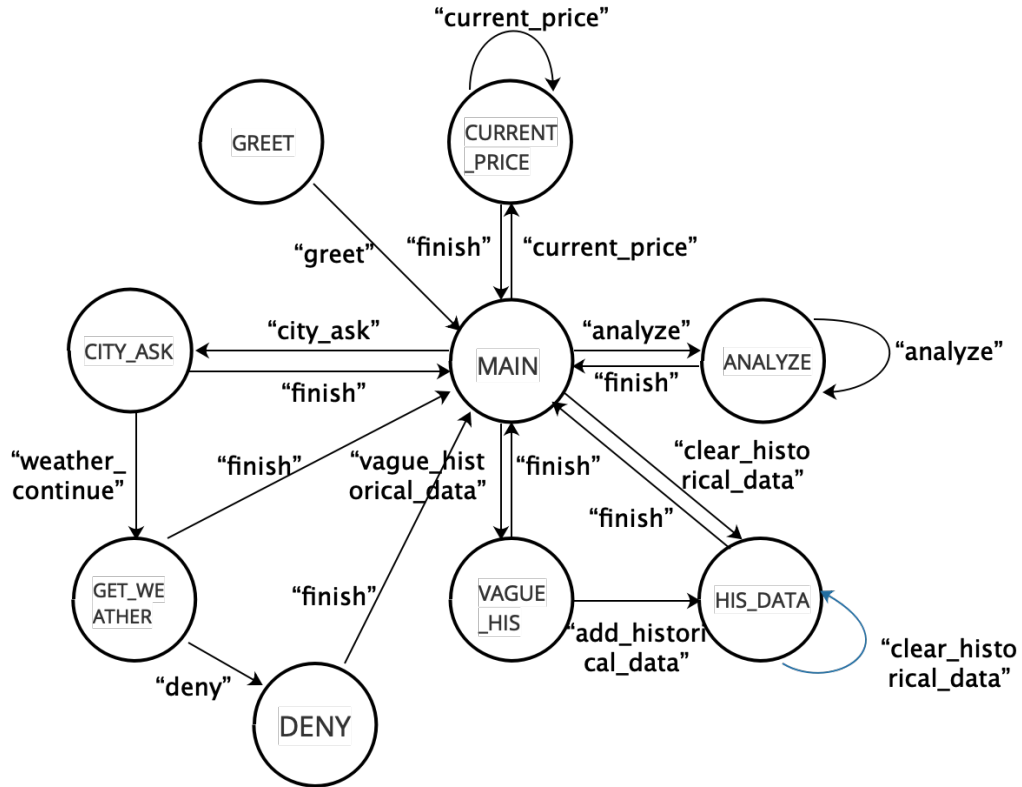 “current_price”
GREET
CURRENT
_PRICE
“greet”
“finish”
“current_price”
“city_ask”
“analyze”
CITY_ASK
MAIN
ANALYZE
“analyze”
“finish”
“finish”
“weather_
continue”
“finish”
“vague_hist
orical_data”
“finish”
“clear_histo
rical_data”
“finish”
GET_WE
ATHER
“finish”
VAGUE
_HIS
HIS_DATA
“add_histori
cal_data”
“clear_histo
rical_data”
“deny”
DENY